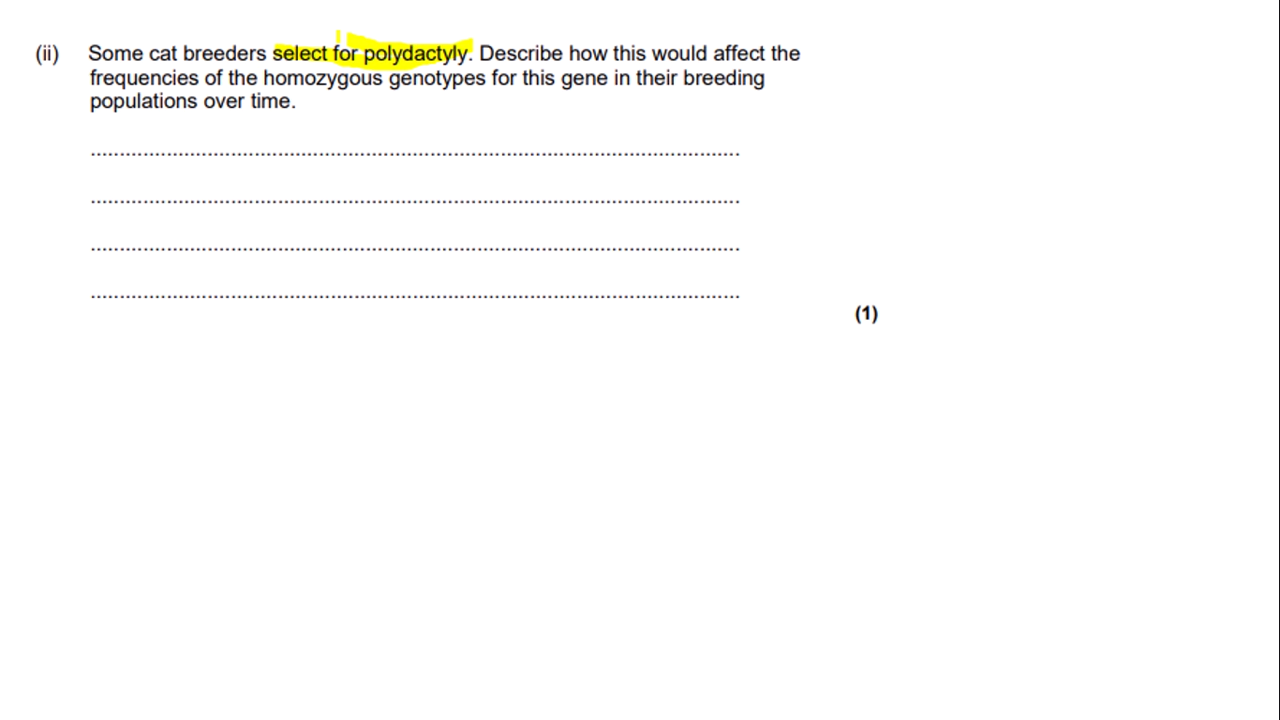 (ii) Some cat breeders select for polydactyly. Describe how this would affect the
frequencies of the homozygous genotypes for this gene in their breeding
populations over time.
................................................................................................................
................................................................................................................
................................................................................................................
................................................................................................................
(1)